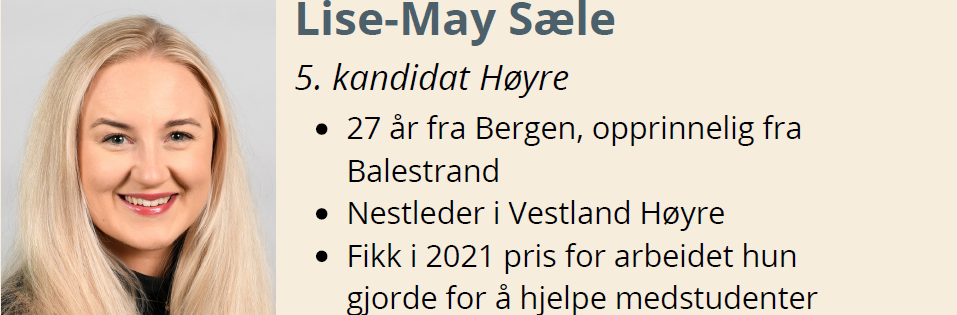 Lise-May Sæle
5. kandidat Høyre
• 27 år fra Bergen, opprinnelig fra
Balestrand
• Nestleder i Vestland Høyre
• Fikk i 2021 pris for arbeidet hun
gjorde for å hjelpe medstudenter